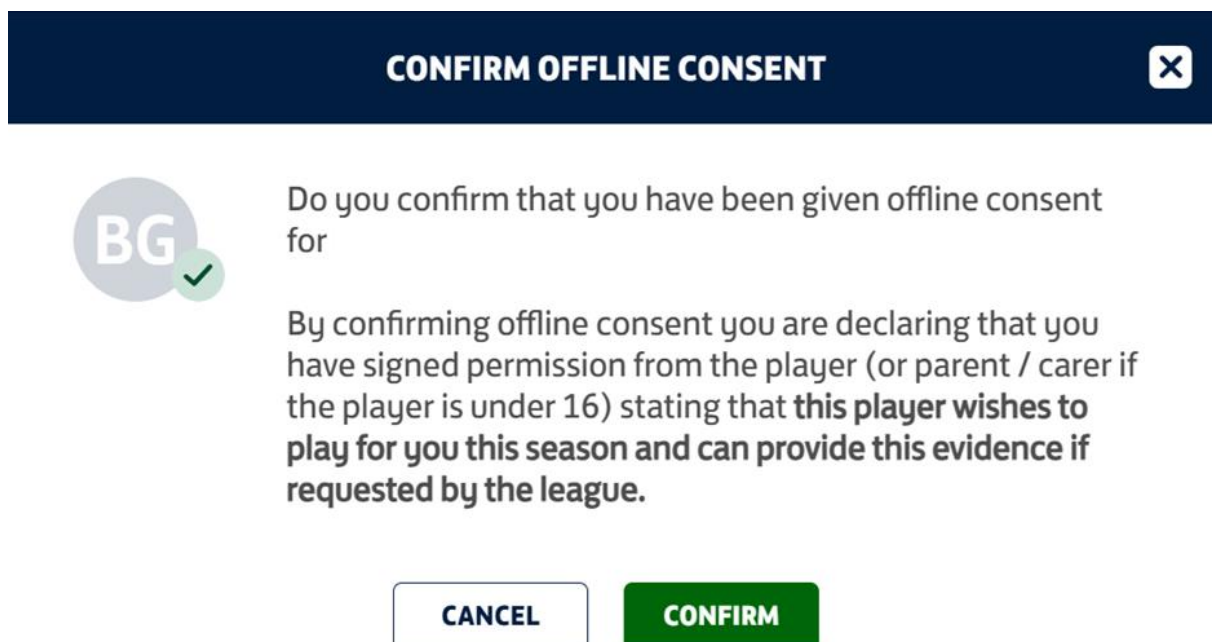 CONFIRM OFFLINE CONSENT
BG
Do you confirm that you have been given offline consent
for
By confirming offline consent you are declaring that you
have signed permission from the player (or parent / carer if
the player is under 16) stating that this player wishes to
play for you this season and can provide this evidence if
requested by the league.
CANCEL
CONFIRM